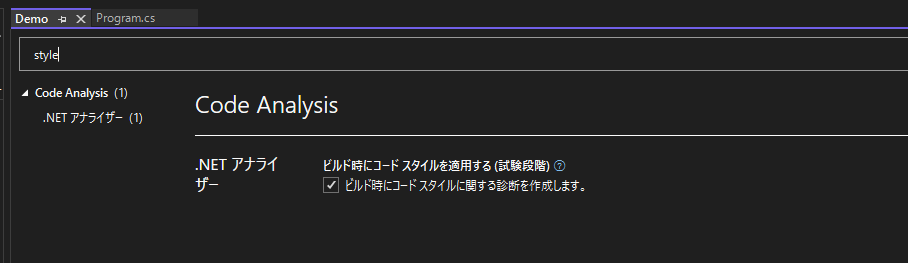 Demo
Program.cs
style
Code Analysis (1)
.NET アナライザー (1)
Code Analysis
.NET アナライ
ザー
ビルド時にコード スタイルを適用する (試験段階)
ビルド時にコード スタイルに関する診断を作成します。